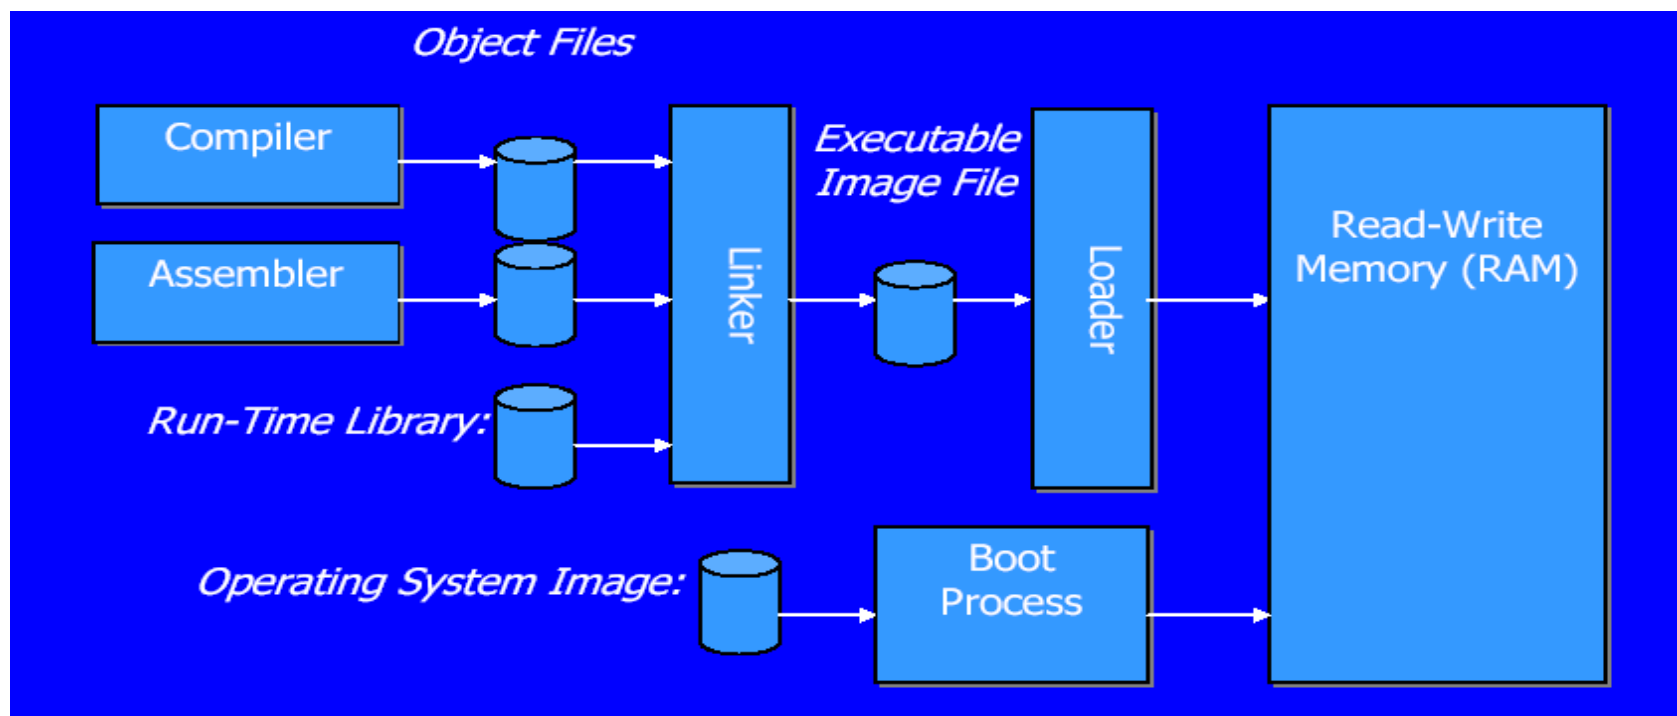 Object Files
Compiler
Executable
Image File
Read-Write
Memory (RAM)
Linker
Loader
Assembler
Run-Time Library:
Boot
Process
Operating System Image: